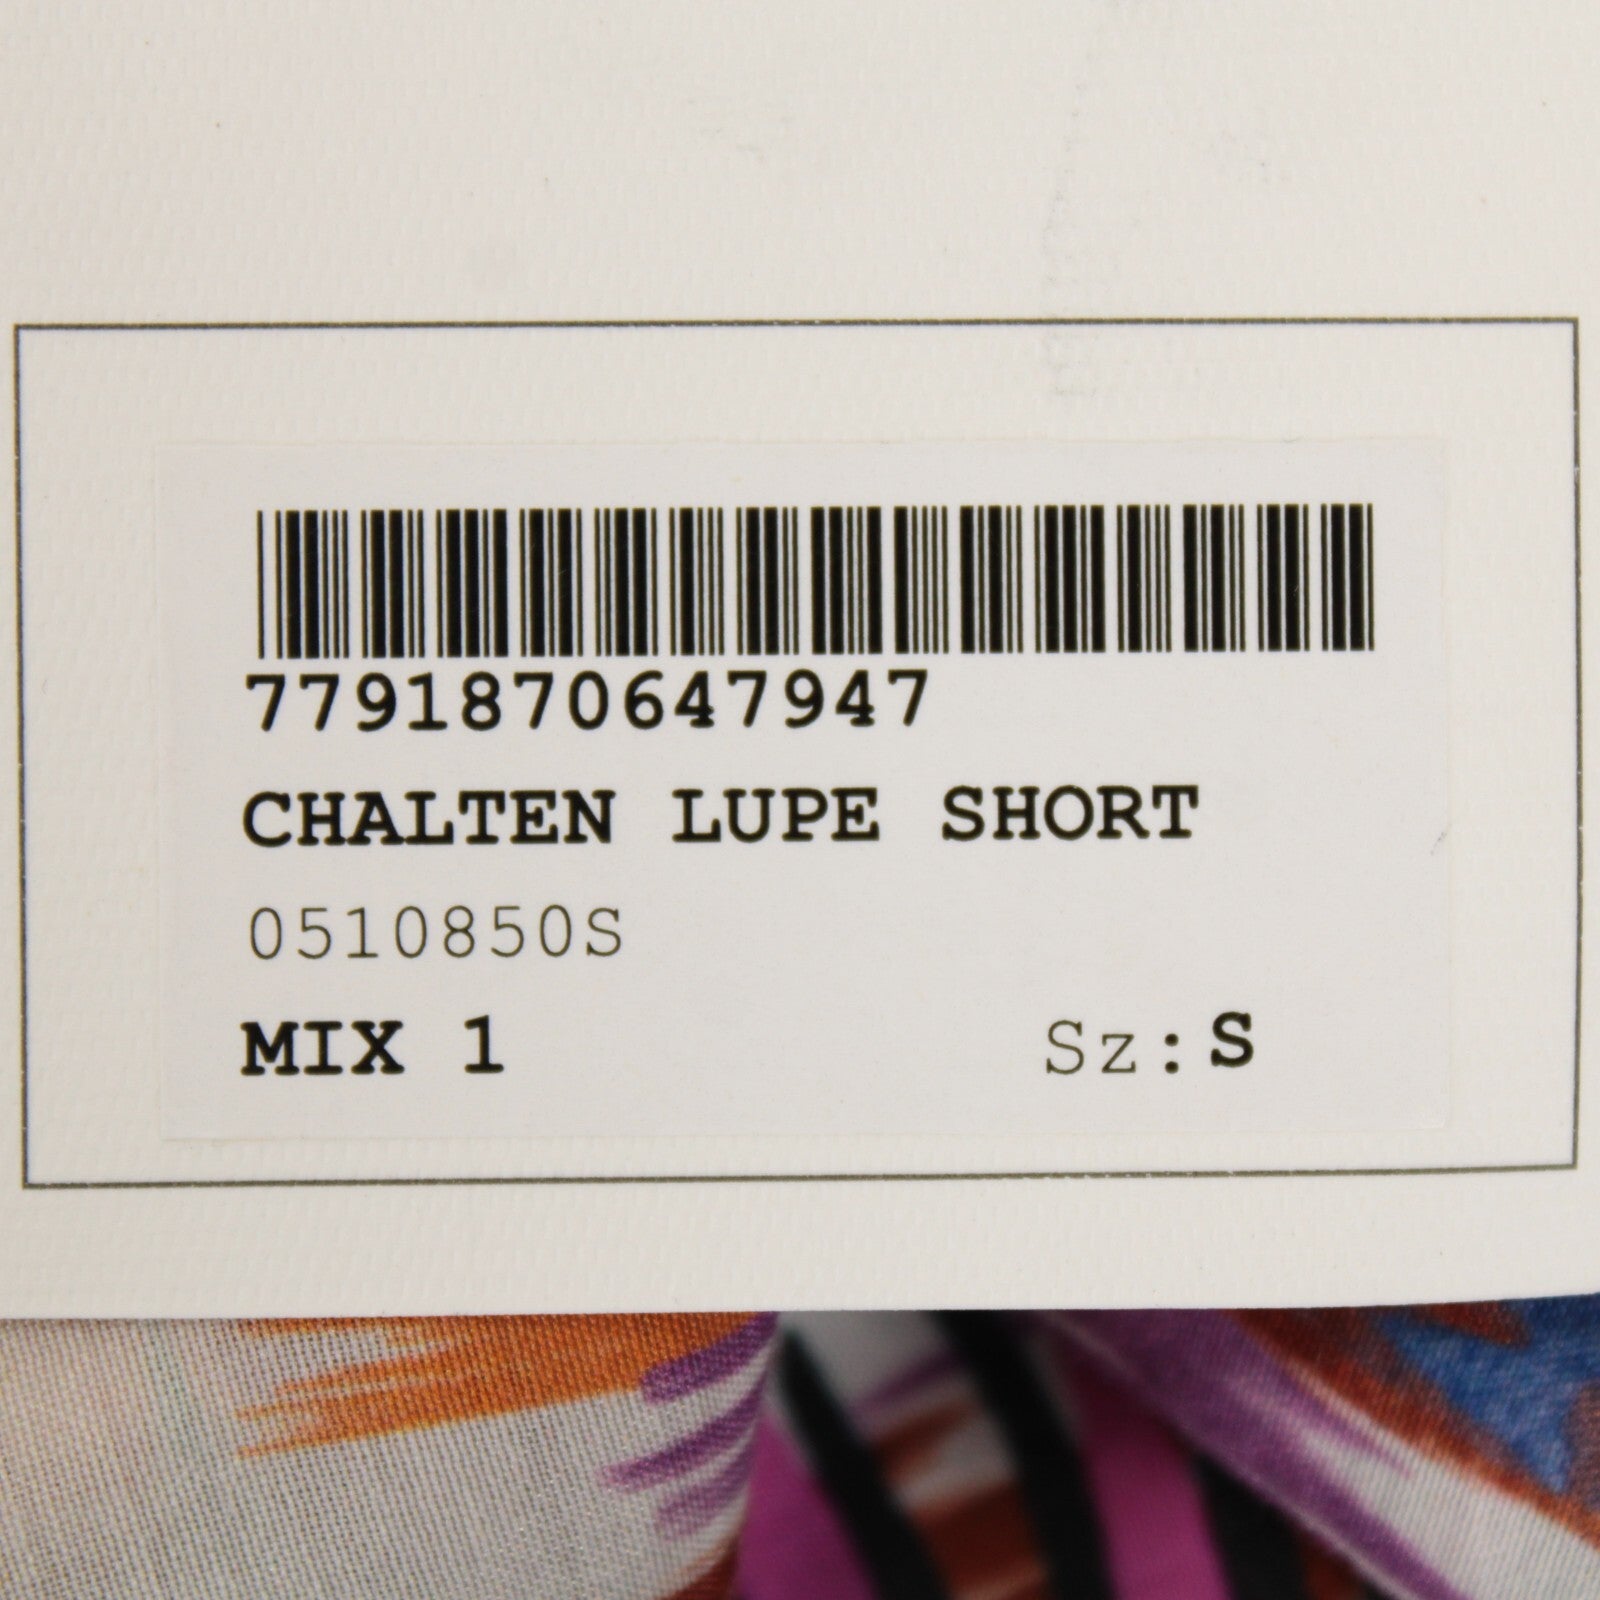 7791870647947
CHALTEN LUPE SHORT
0510850S
MIX 1 Sz:S